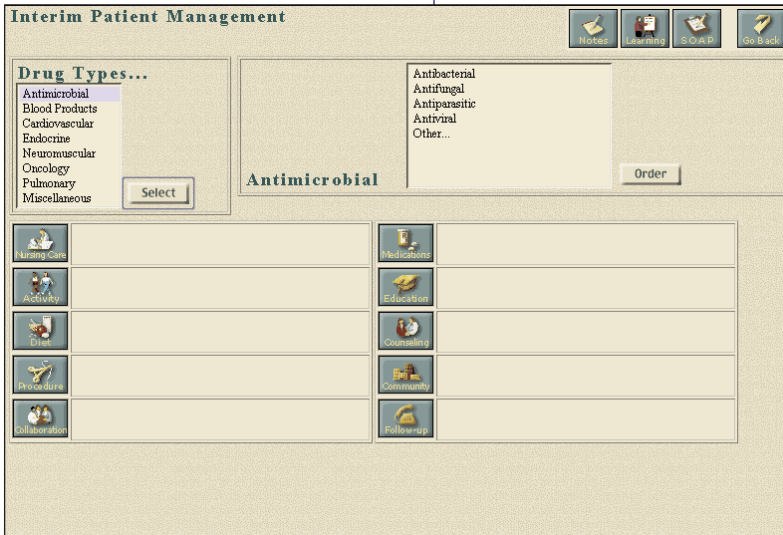 Interim Patient Management
Notes
Learning
SOAP
Go Back
Drug Types...
Antimicrobial
Blood Products
Cardiovascular
Endocrine
Neuromuscular
Oncology
Pulmonary
Miscellaneous
Select
Antimicrobial
Antibacterial
Antifungal
Antiparasitic
Antiviral
Other...
Order
Nursing Care
Medications
Activity
Education
Diet
Counseling
Procedure
Community
Collaboration
Follow-up